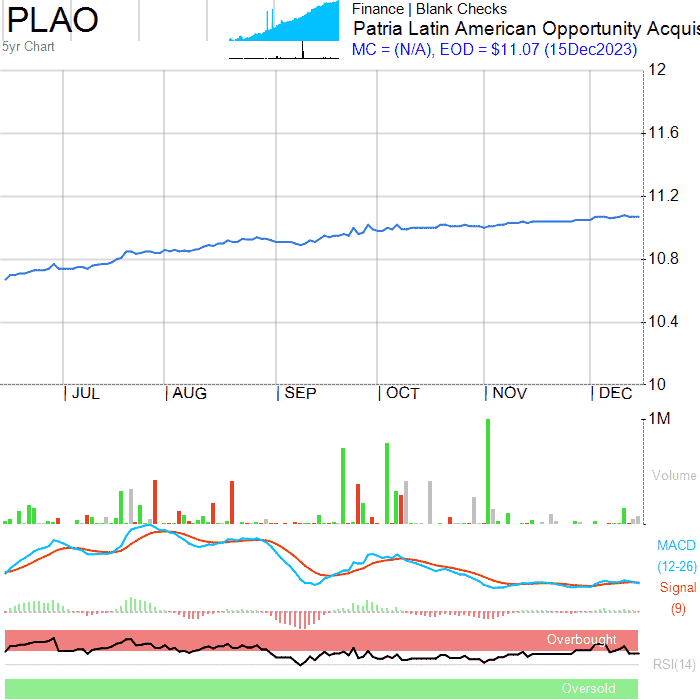 PLAO
5yr Chart
Finance | Blank Checks
Patria Latin American Opportunity Acquis
MC = (N/A), EOD = $11.07 (15Dec2023)
12
11.6
11.2
10.8
10.4
10
JUL AUG SEP OCT NOV DEC
1M
Volume
MACD
(12-26)
Signal
(9)
Overbought
RSI(14)
Oversold